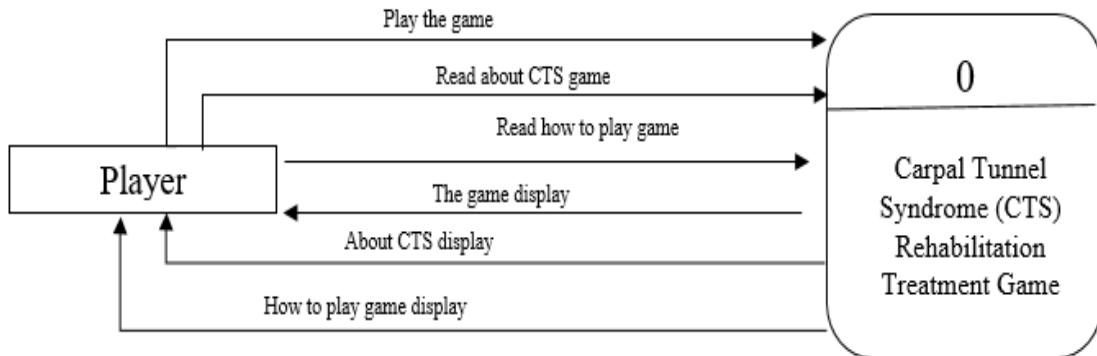 Play the game
0
Read about CTS game
Read how to play game
Player
Carpal Tunnel
Syndrome (CTS)
Rehabilitation
Treatment Game
The game display
About CTS display
How to play game display